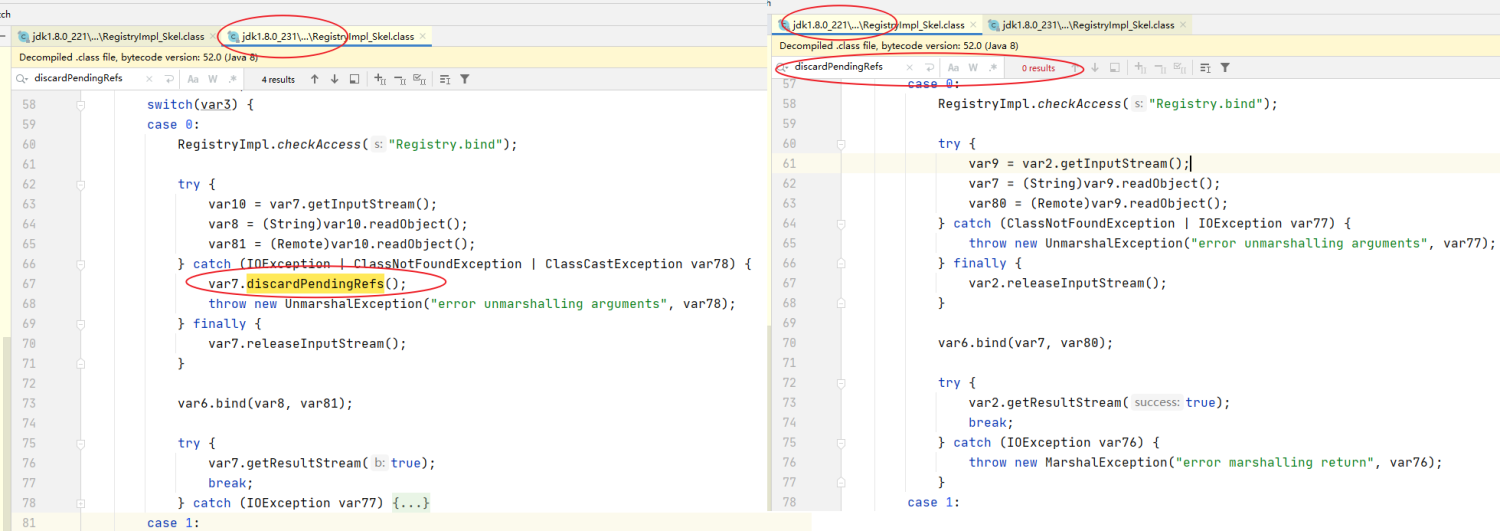 tch
jdk1.8.0_221\...\RegistryImpl_Skel.class × jdk1.8.0_231\...\RegistryImpl_Skel.class ×
Decompiled .class file, bytecode version: 52.0 (Java 8)
discardPendingRefs × Aa W .* 4 results
58 switch(var3) {
59 case 0:
60 RegistryImpl.checkAccess( s: "Registry.bind");
61
62 try {
63 var10 = var7.getInputStream();
64 var8 = (String)var10.readObject();
65 var81 = (Remote)var10.readObject();
66 } catch (IOException | ClassNotFoundException | ClassCastException var78) {
67 var7.discardPendingRefs();
68 throw new UnmarshalException("error unmarshalling arguments", var78);
69 } finally {
70 var7.releaseInputStream();
71 }
72
73 var6.bind(var8, var81);
74
75 try {
76 var7.getResultStream( b: true);
77 break;
78 } catch (IOException var77) {...}
81 case 1:
h
jdk1.8.0_221\...\RegistryImpl_Skel.class × jdk1.8.0_231\...\RegistryImpl_Skel.class ×
Decompiled .class file, bytecode version: 52.0 (Java 8)
discardPendingRefs × Aa W .* 0 results
57 case 0:
58 RegistryImpl.checkAccess( s: "Registry.bind");
59
60 try {
61 var9 = var2.getInputStream();
62 var7 = (String)var9.readObject();
63 var80 = (Remote)var9.readObject();
64 } catch (ClassNotFoundException | IOException var77) {
65 throw new UnmarshalException("error unmarshalling arguments", var77);
66 } finally {
67 var2.releaseInputStream();
68 }
69
70 var6.bind(var7, var80);
71
72 try {
73 var2.getResultStream( success: true);
74 break;
75 } catch (IOException var76) {
76 throw new MarshalException("error marshalling return", var76);
77 }
78 case 1: